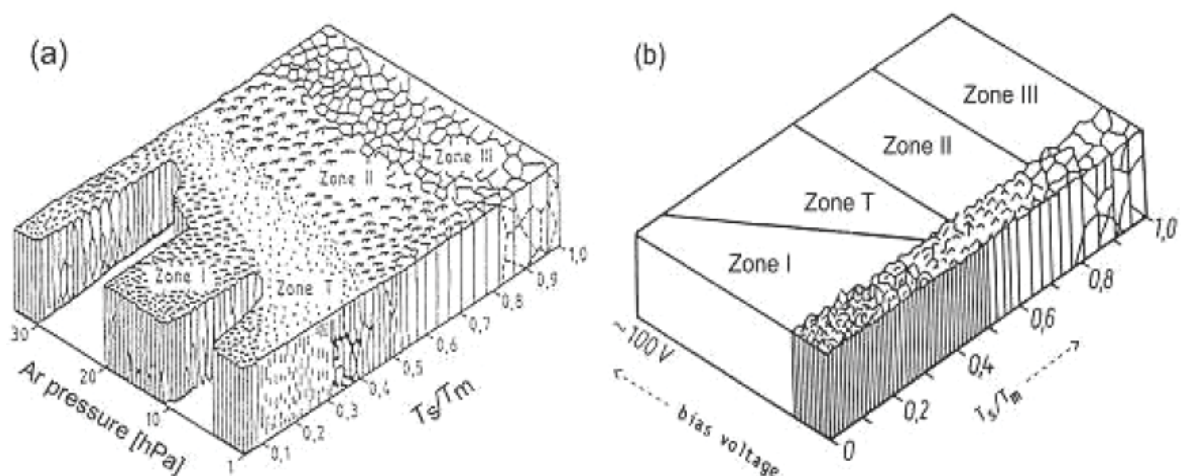 (a)
Zone III
Zone II
Zone I
Zone T
30
20
10
1
Ar pressure [hPa]
0,1
0,2
0,3
0,4
0,5
0,6
0,7
0,8
0,9
1,0
Ts/Tm
(b)
Zone III
Zone II
Zone T
Zone I
~100V
bias voltage
0
0,2
0,4
0,6
0,8
1,0
Ts/Tm